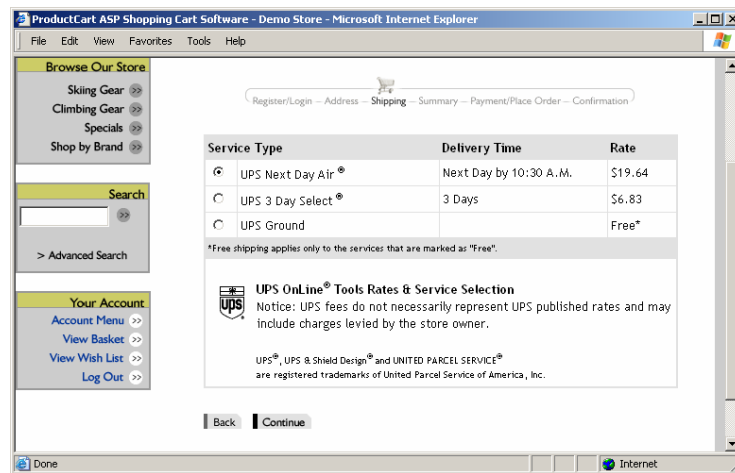 ProductCart ASP Shopping Cart Software - Demo Store - Microsoft Internet Explorer
File Edit View Favorites Tools Help
Browse Our Store
Skiing Gear >>
Climbing Gear >>
Specials >>
Shop by Brand >>
Search
>>
> Advanced Search
Your Account
Account Menu >>
View Basket >>
View Wish List >>
Log Out >>
Register/Login – Address – Shipping – Summary – Payment/Place Order – Confirmation
Service Type Delivery Time Rate
UPS Next Day Air ® Next Day by 10:30 A.M. $19.64
UPS 3 Day Select ® 3 Days $6.83
UPS Ground Free*
*Free shipping applies only to the services that are marked as "Free".
ups
UPS OnLine® Tools Rates & Service Selection
Notice: UPS fees do not necessarily represent UPS published rates and may
include charges levied by the store owner.
UPS®, UPS & Shield Design® and UNITED PARCEL SERVICE®
are registered trademarks of United Parcel Service of America, Inc.
Back Continue
Done Internet